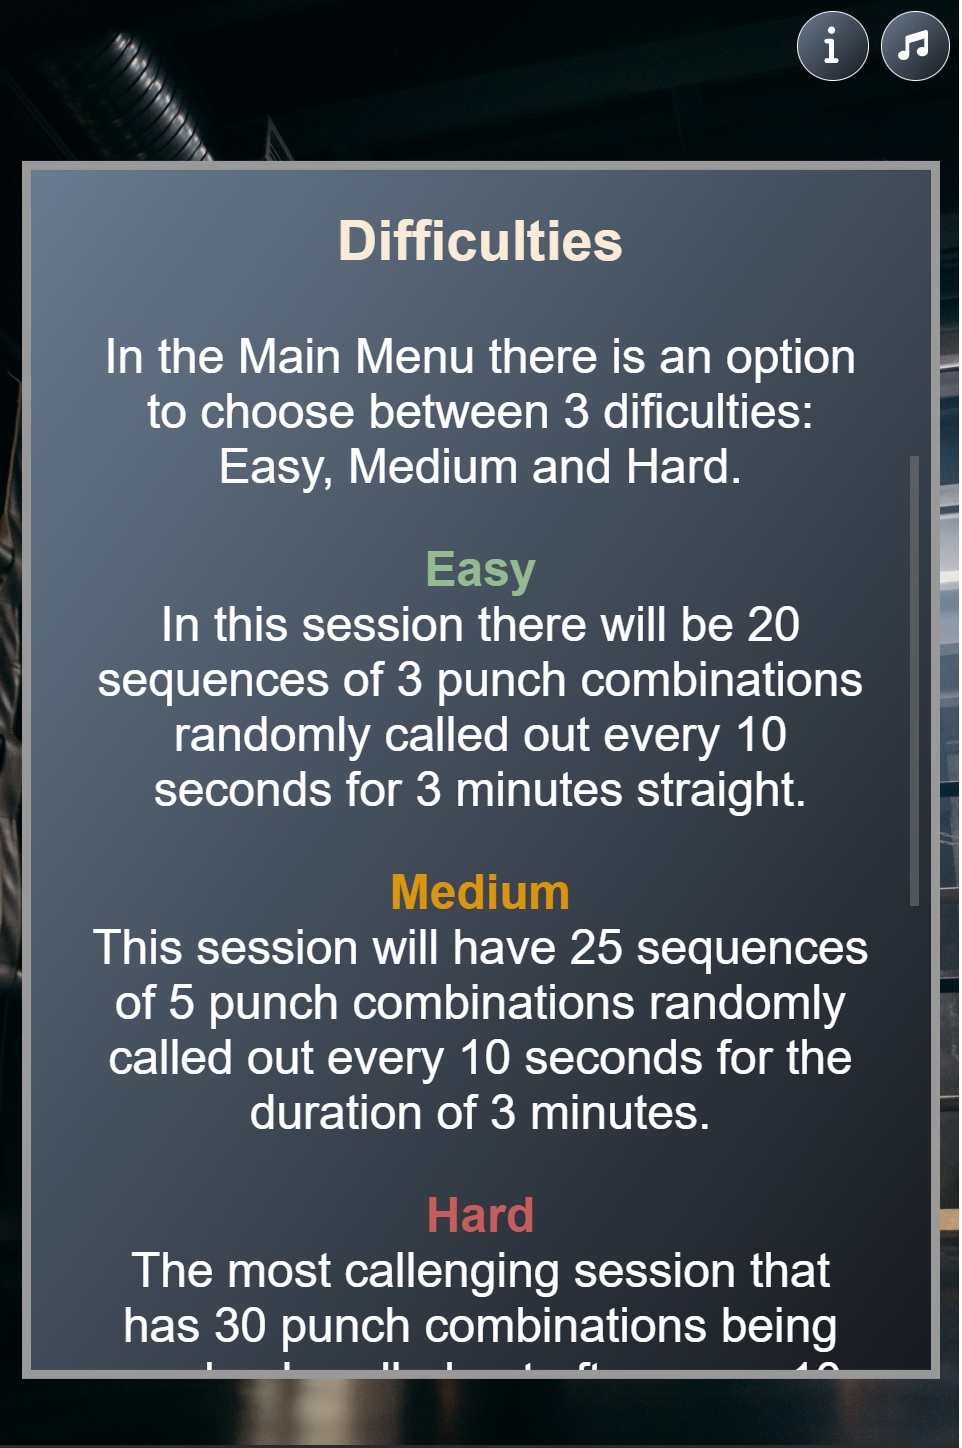 Difficulties
In the Main Menu there is an option
to choose between 3 dificulties:
Easy, Medium and Hard.
Easy
In this session there will be 20
sequences of 3 punch combinations
randomly called out every 10
seconds for 3 minutes straight.
Medium
This session will have 25 sequences
of 5 punch combinations randomly
called out every 10 seconds for the
duration of 3 minutes.
Hard
The most callenging session that
has 30 punch combinations being